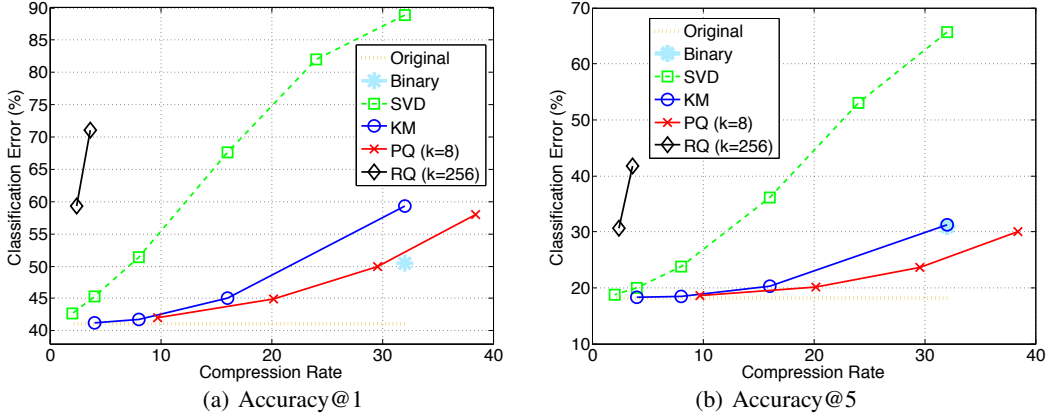 90
85
80
75
70
65
60
55
50
45
40
Classification Error (%)
0
10
20
30
40
Compression Rate
Original
Binary
SVD
KM
PQ (k=8)
RQ (k=256)
(a) Accuracy@1
70
60
50
40
30
20
10
Classification Error (%)
0
10
20
30
40
Compression Rate
Original
Binary
SVD
KM
PQ (k=8)
RQ (k=256)
(b) Accuracy@5